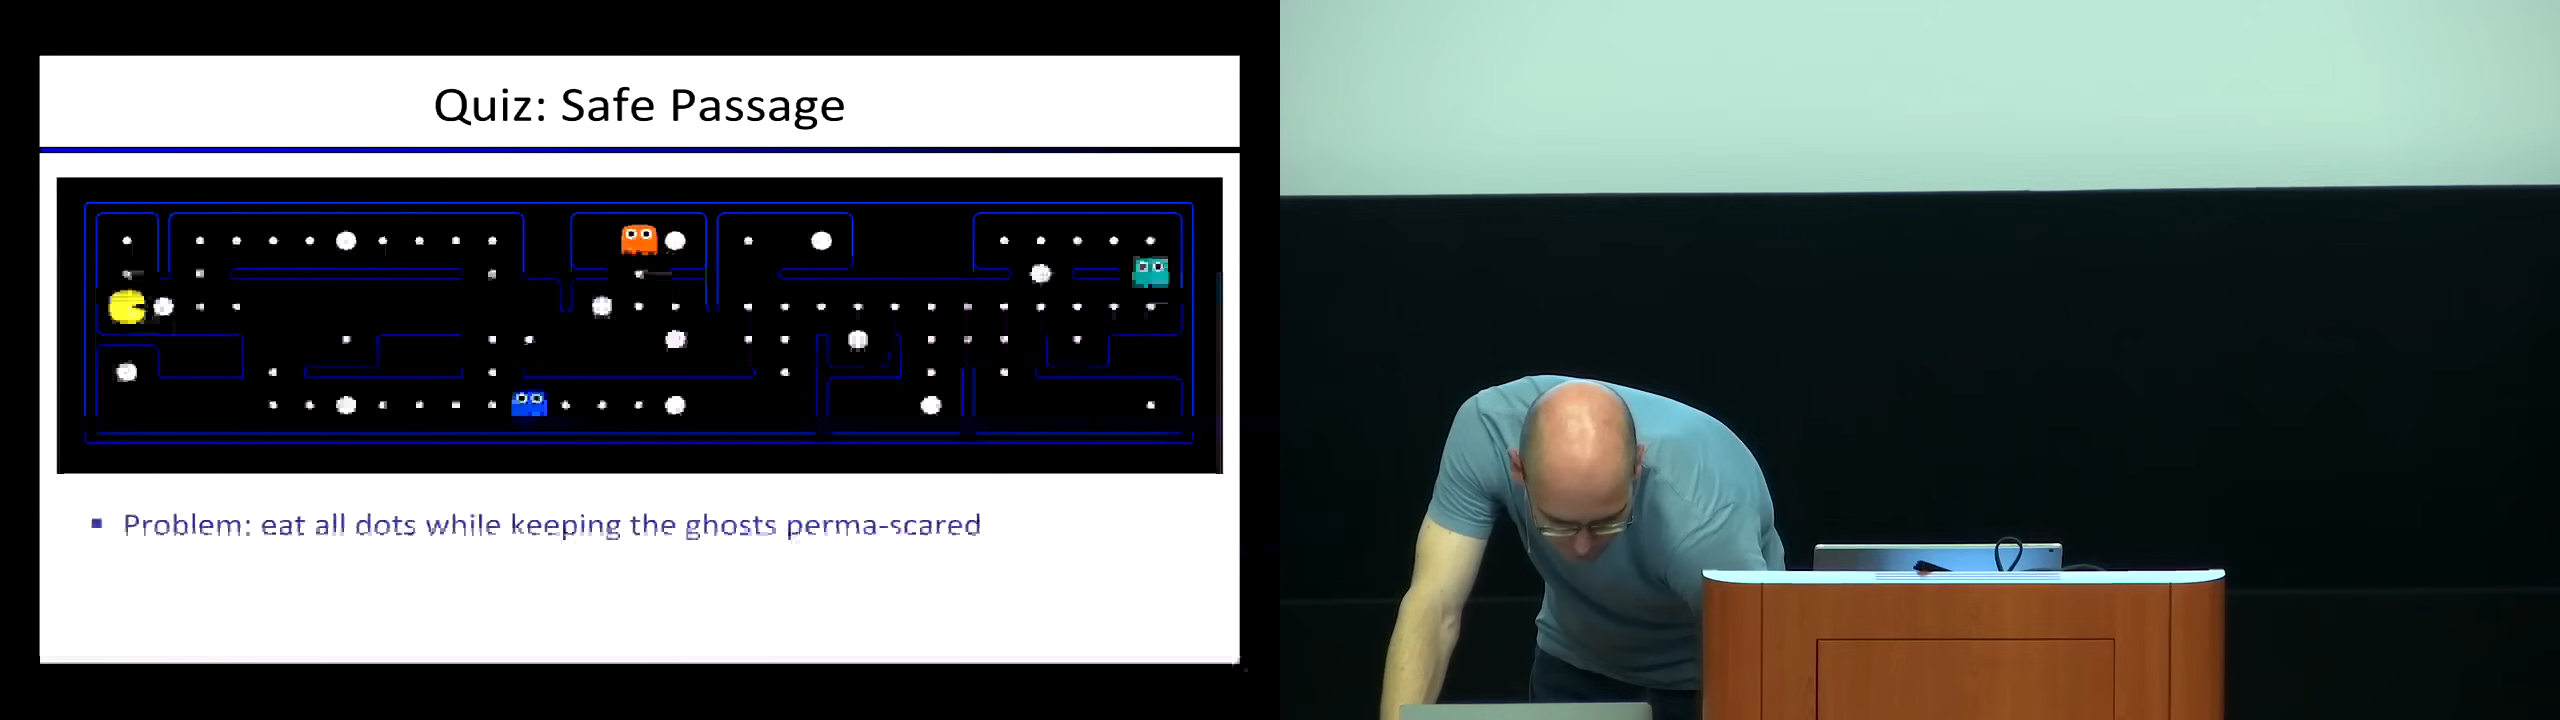 Quiz: Safe Passage
▪ Problem: eat all dots while keeping the ghosts perma-scared